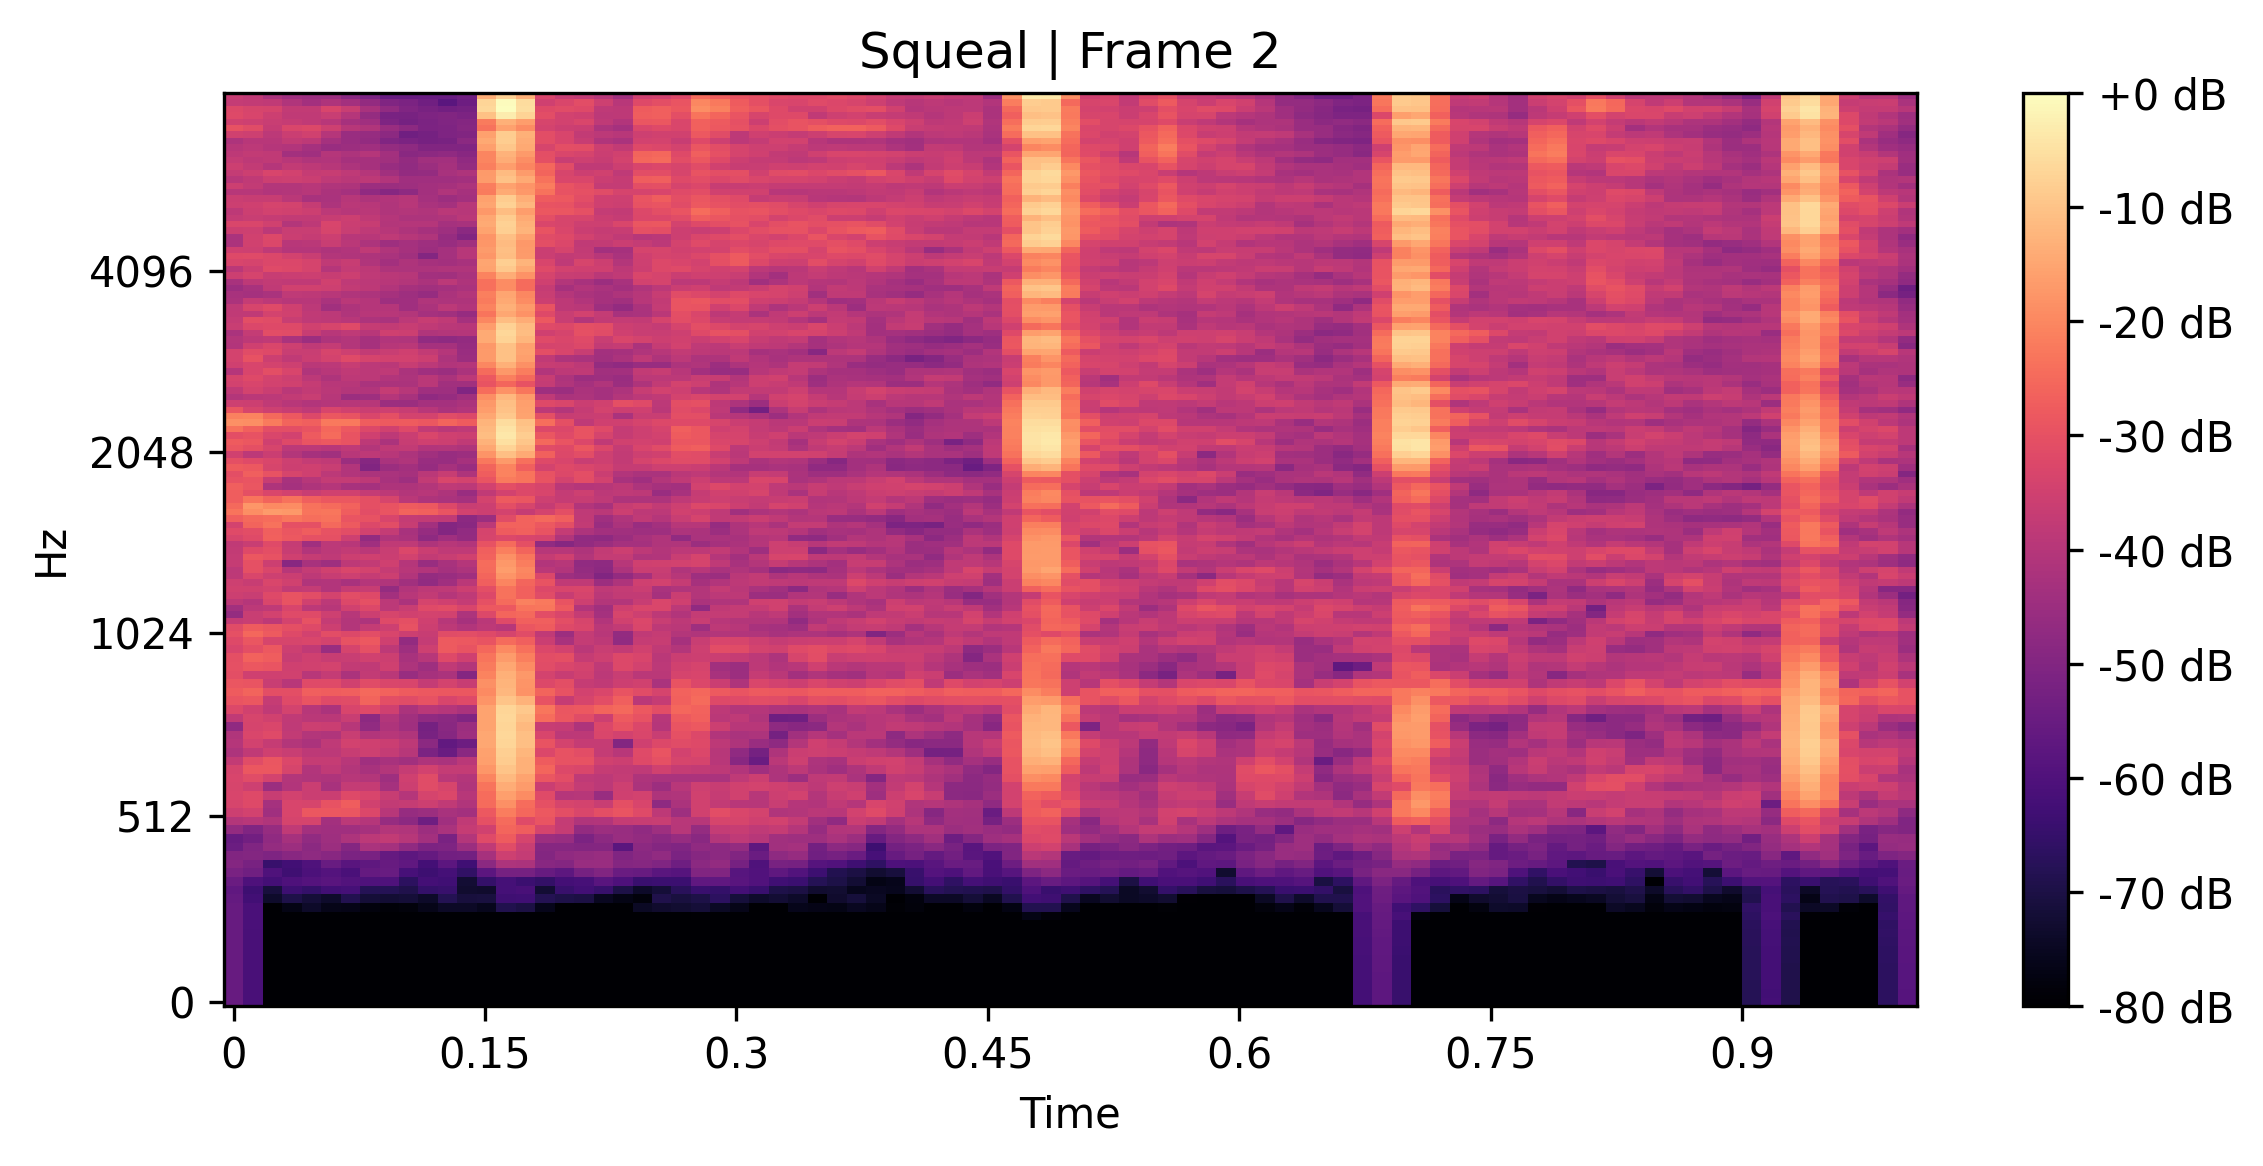 Squeal | Frame 2
Hz
4096
2048
1024
512
0
0 0.15 0.3 0.45 0.6 0.75 0.9
Time
+0 dB
-10 dB
-20 dB
-30 dB
-40 dB
-50 dB
-60 dB
-70 dB
-80 dB